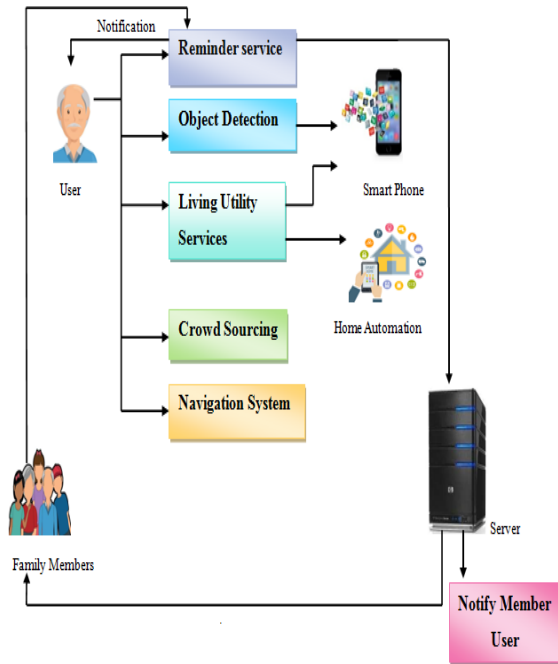 Notification
Reminder service
Object Detection
User
Living Utility
Services
Smart Phone
Home Automation
Crowd Sourcing
Navigation System
Server
Family Members
Notify Member
User